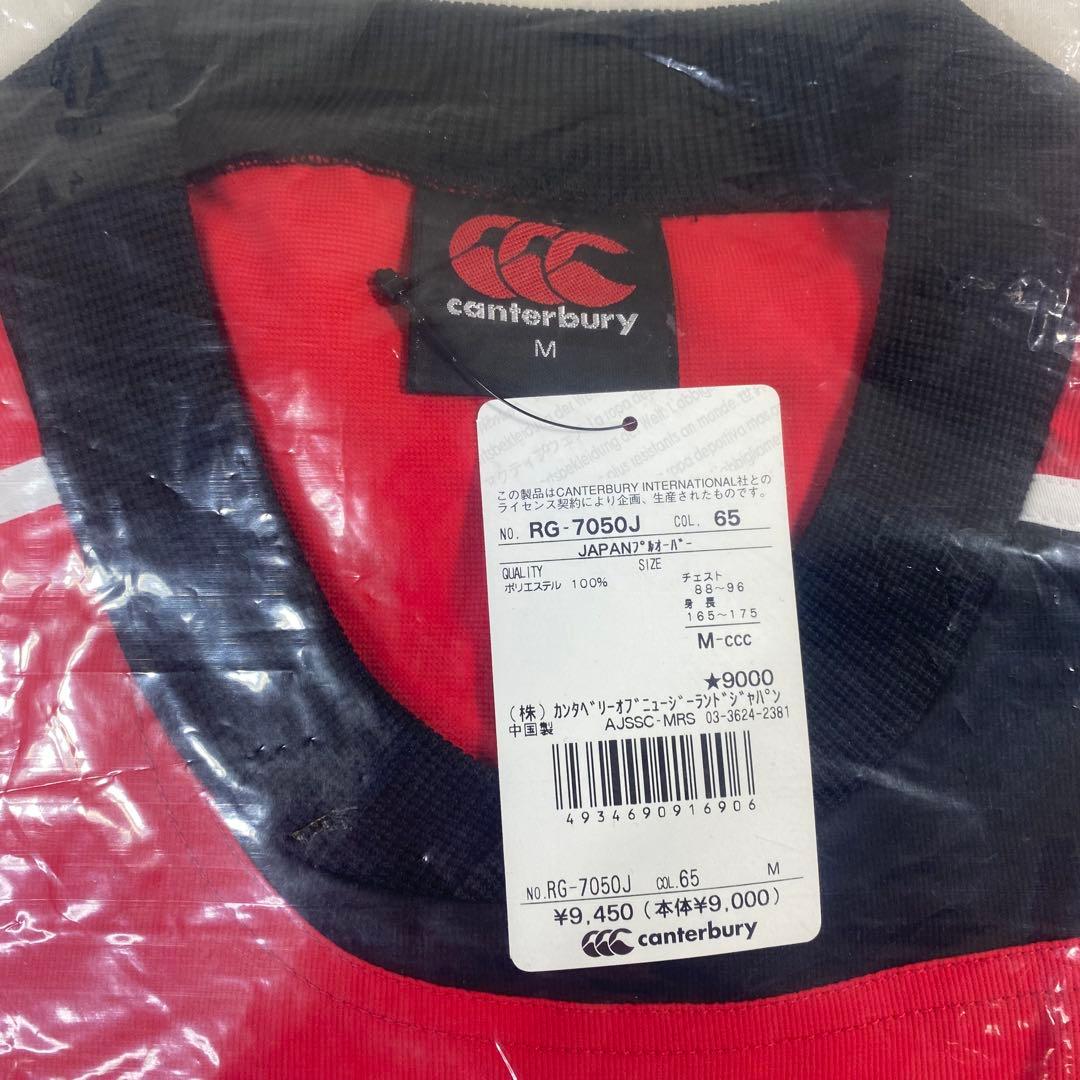 canterbury
M
この製品はCANTERBURY INTERNATIONAL社との
ライセンス契約により企画、生産されたものです。
NO. RG-7050J COL. 65
JAPANプルオーバー
QUALITY SIZE
ポリエステル 100%
チェスト
88~96
身 長
165~175
M-ccc
★9000
(株) カンタベリーオブニュージーランドジャパン
中国製 AJSSC-MRS 03-3624-2381
4934690916906
NO.RG-7050J COL.65 M
¥9,450 (本体¥9,000)
canterbury